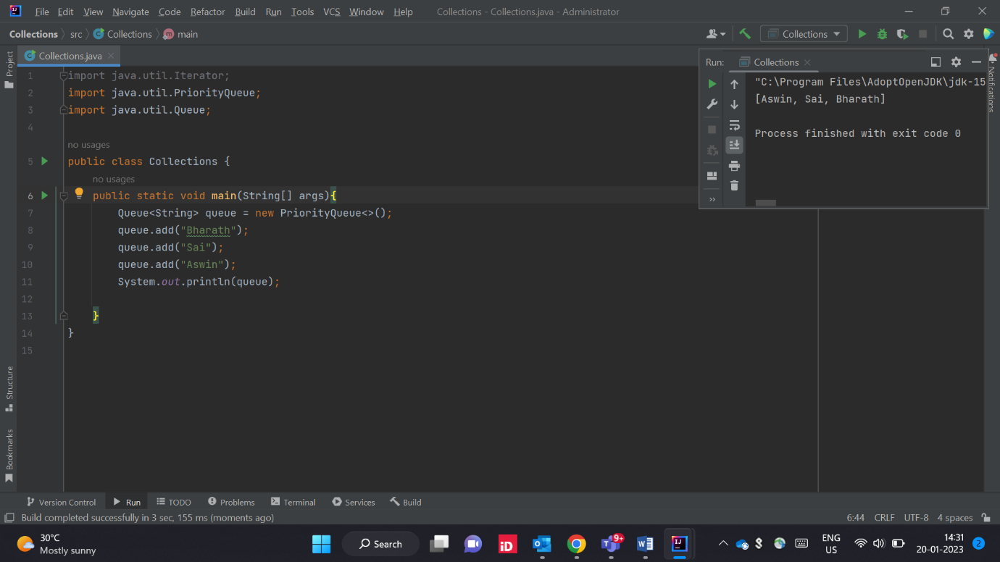 File Edit View Navigate Code Refactor Build Run Tools VCS Window Help Collections - Collections.java - Administrator
Collections src Collections main Collections
Project
Collections.java
1 import java.util.Iterator;
2 import java.util.PriorityQueue;
3 import java.util.Queue;
4
no usages
5 public class Collections {
no usages
6 public static void main(String[] args){
7 Queue<String> queue = new PriorityQueue<>();
8 queue.add("Bharath");
9 queue.add("Sai");
10 queue.add("Aswin");
11 System.out.println(queue);
12
13 }
14 }
15
Run: Collections
"C:\Program Files\AdoptOpenJDK\jdk-15
[Aswin, Sai, Bharath]
Process finished with exit code 0
Notifications
Structure
Bookmarks
Version Control Run TODO Problems Terminal Services Build
Build completed successfully in 3 sec, 155 ms (moments ago) 6:44 CRLF UTF-8 4 spaces
30°C
Mostly sunny
Search
iD
9+
ENG
US
14:31
20-01-2023
2